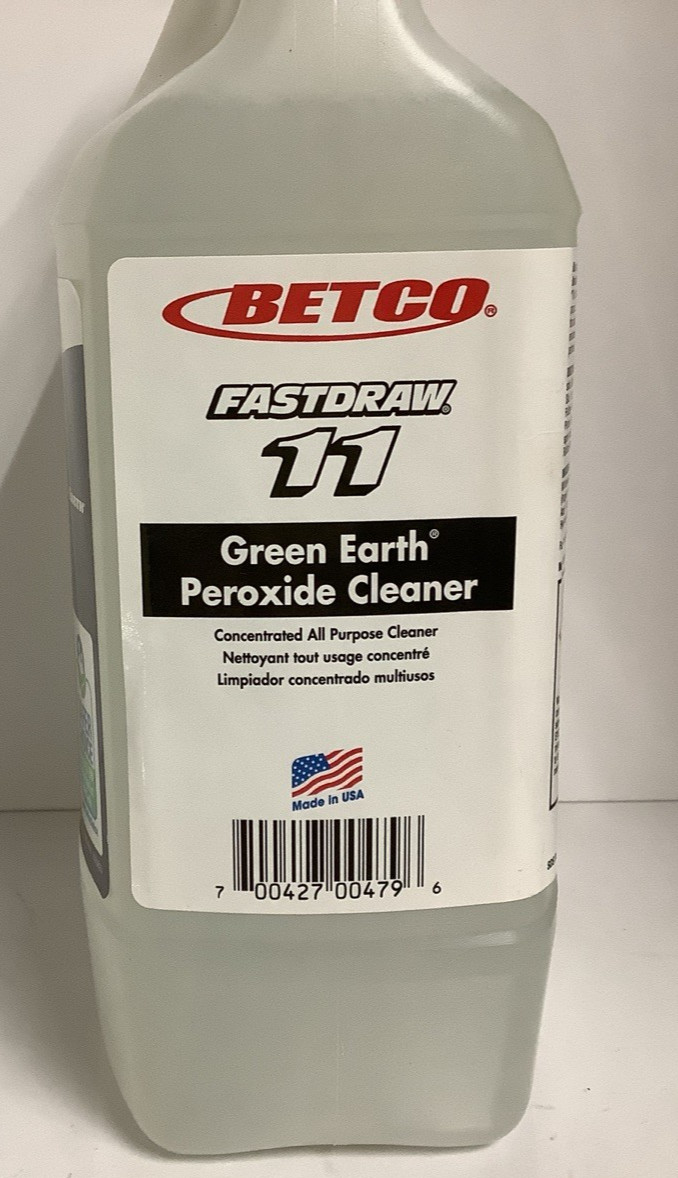 BETCO®
FASTDRAW®
11
Green Earth®
Peroxide Cleaner
Concentrated All Purpose Cleaner
Nettoyant tout usage concentré
Limpiador concentrado multiusos
Made in USA
7 00427 00479 6